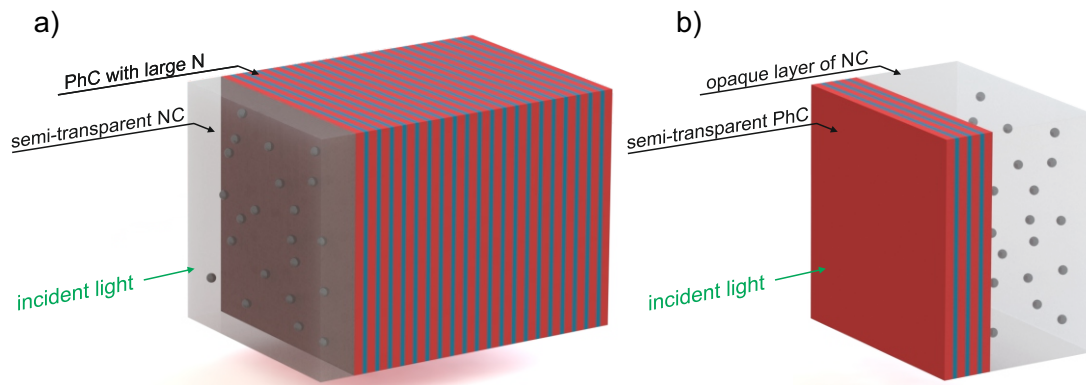 a)
PhC with large N
semi-transparent NC
incident light
b)
opaque layer of NC
semi-transparent PhC
incident light